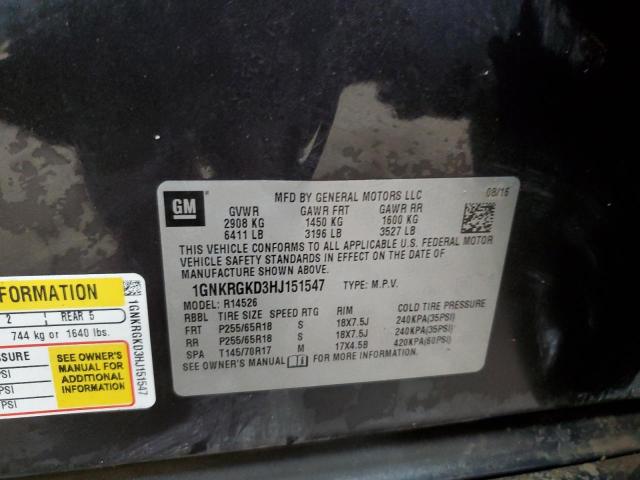 GM
MFD BY GENERAL MOTORS LLC 08/16
GVWR GAWR FRT GAWR RR
2908 KG 1450 KG 1600 KG
6411 LB 3196 LB 3527 LB
THIS VEHICLE CONFORMS TO ALL APPLICABLE U.S. FEDERAL MOTOR
VEHICLE SAFETY STANDARDS IN EFFECT ON THE DATE OF
MANUFACTURE SHOWN ABOVE.
1GNKRGKD3HJ151547 TYPE: M.P.V.
MODEL: R14526
RBBL TIRE SIZE SPEED RTG RIM COLD TIRE PRESSURE
FRT P255/65R18 S 18X7.5J 240KPA(35PSI)
RR P255/65R18 S 18X7.5J 240KPA(35PSI)
SPA T145/70R17 M 17X4.5B 420KPA(60PSI)
SEE OWNER'S MANUAL
FORMATION
2 REAR 5
744 kg or 1640 lbs.
SSURE
PSI
PSI
PSI
SEE OWNER'S
MANUAL FOR
ADDITIONAL
INFORMATION
1GNKRGKD3HJ151547